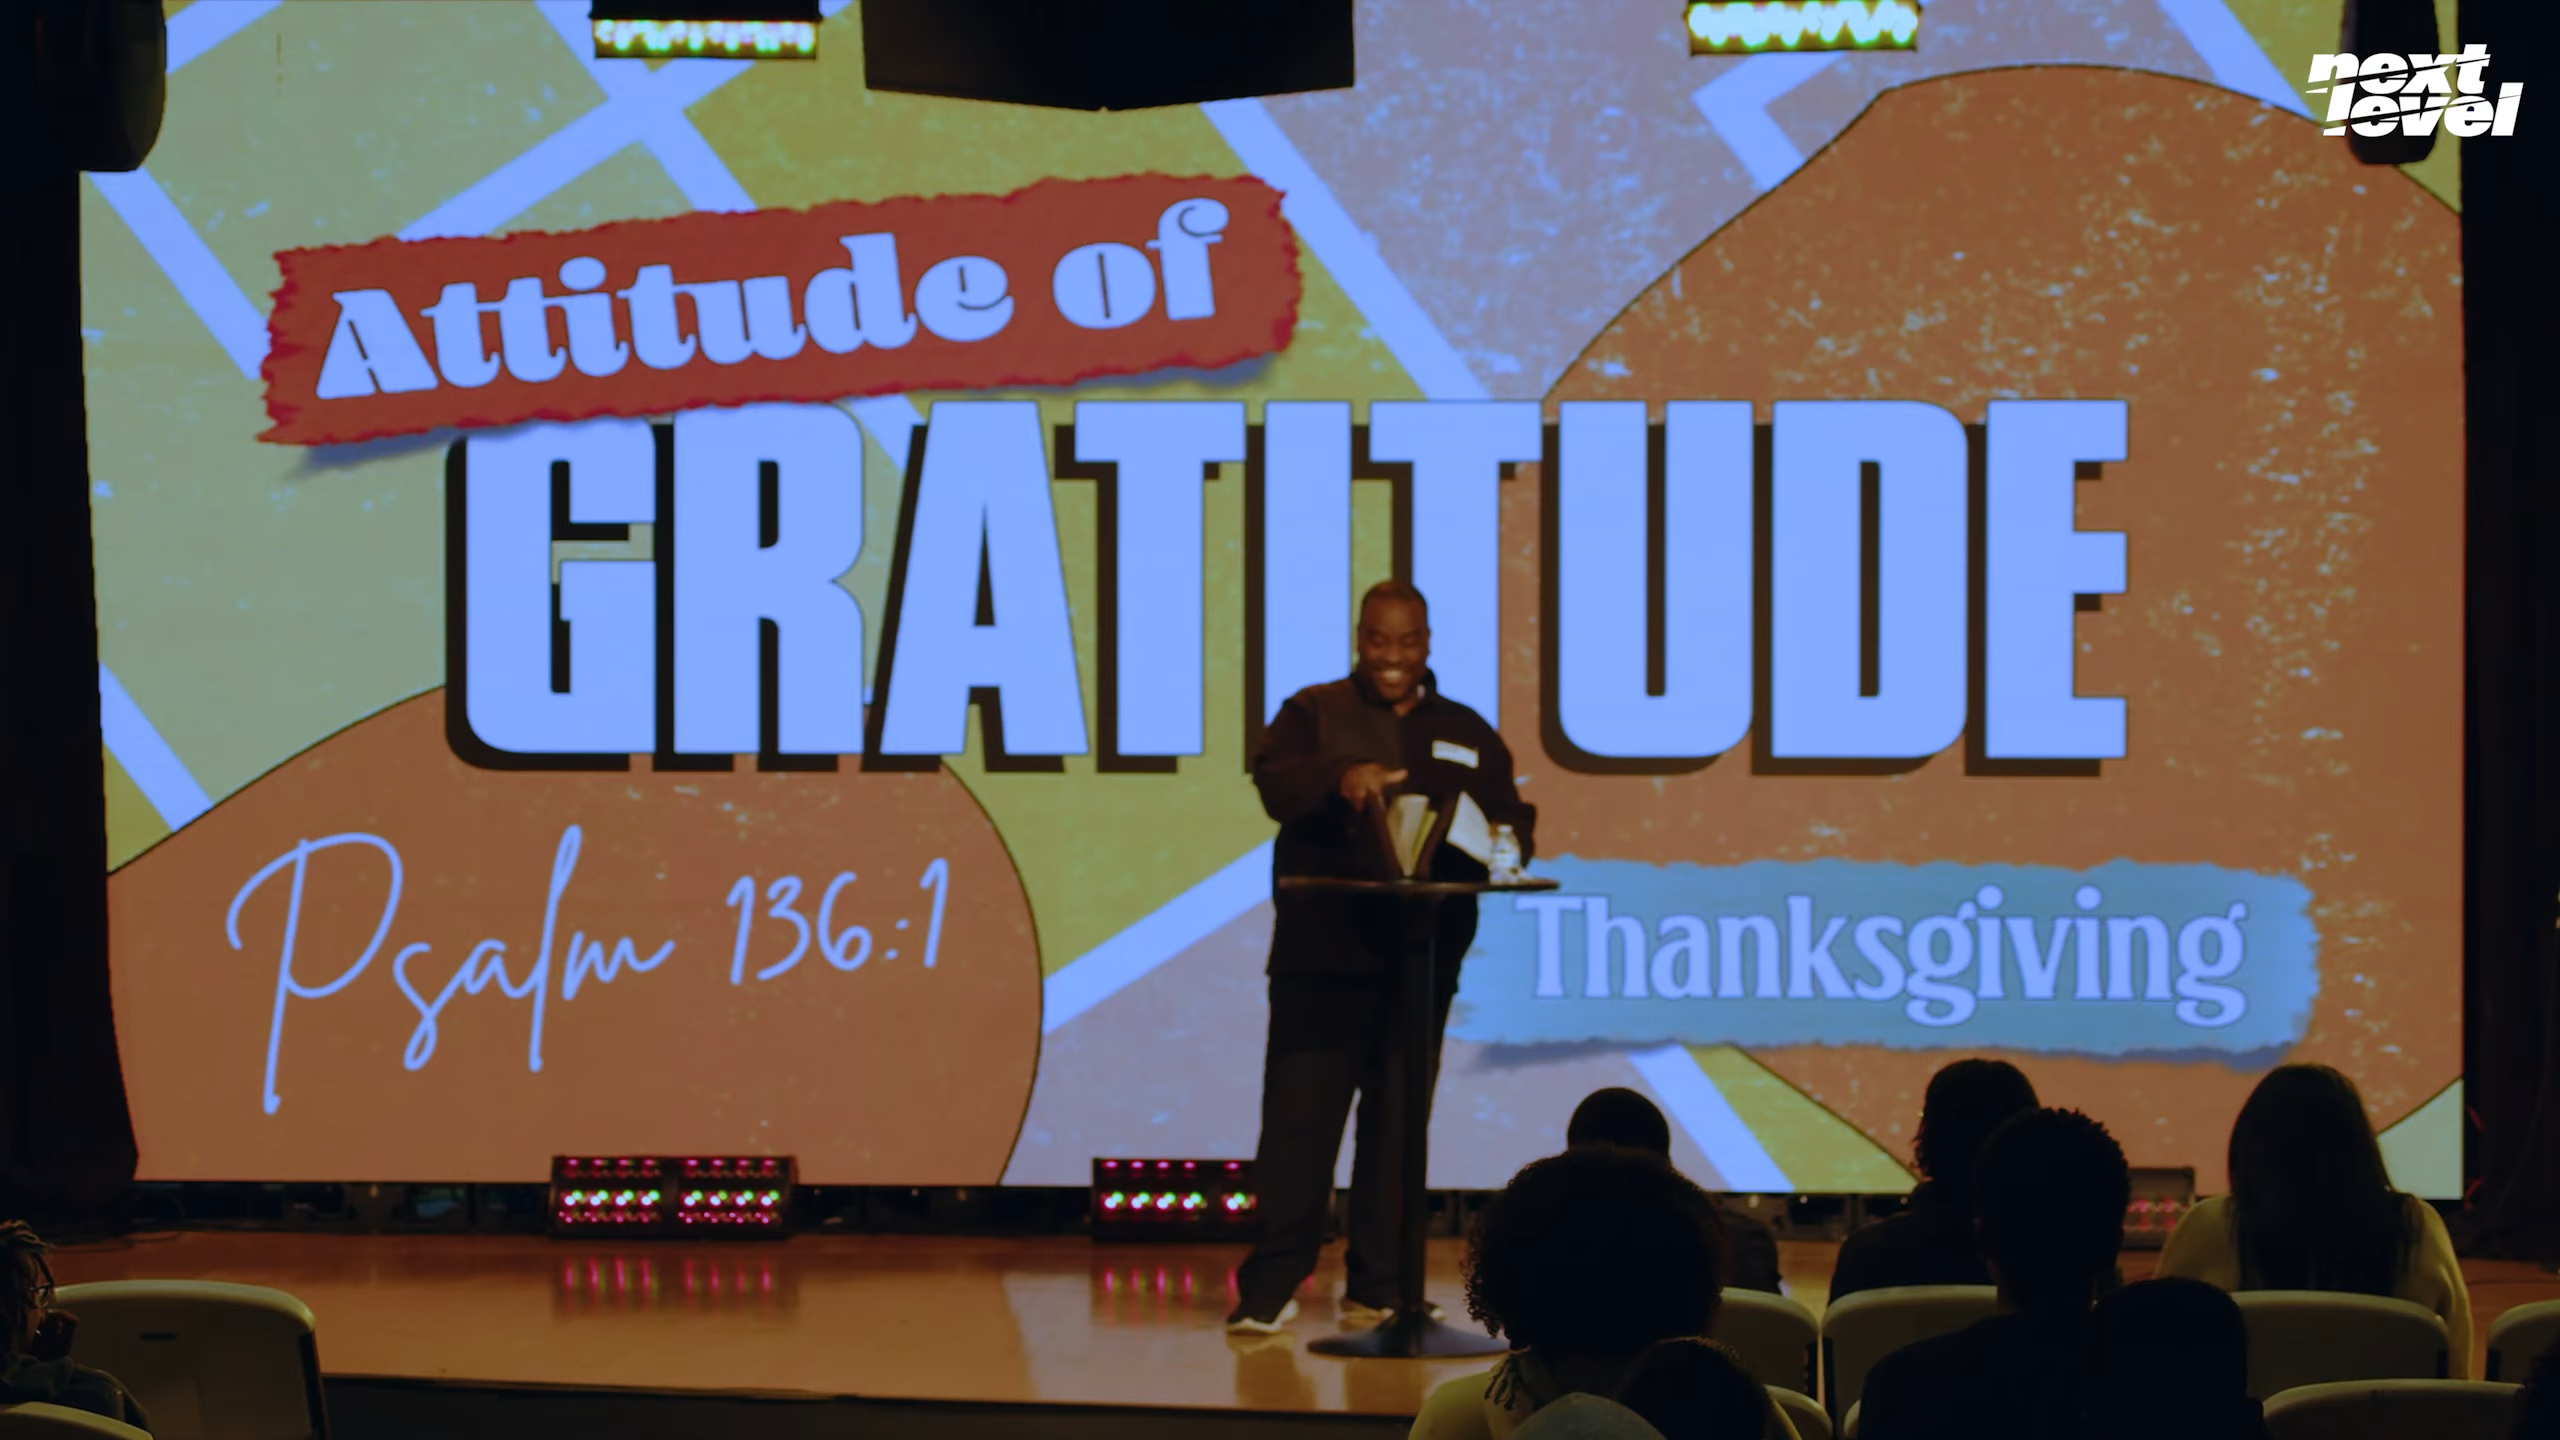 next
level
Attitude of
GRATITUDE
Psalm 136:1
Thanksgiving